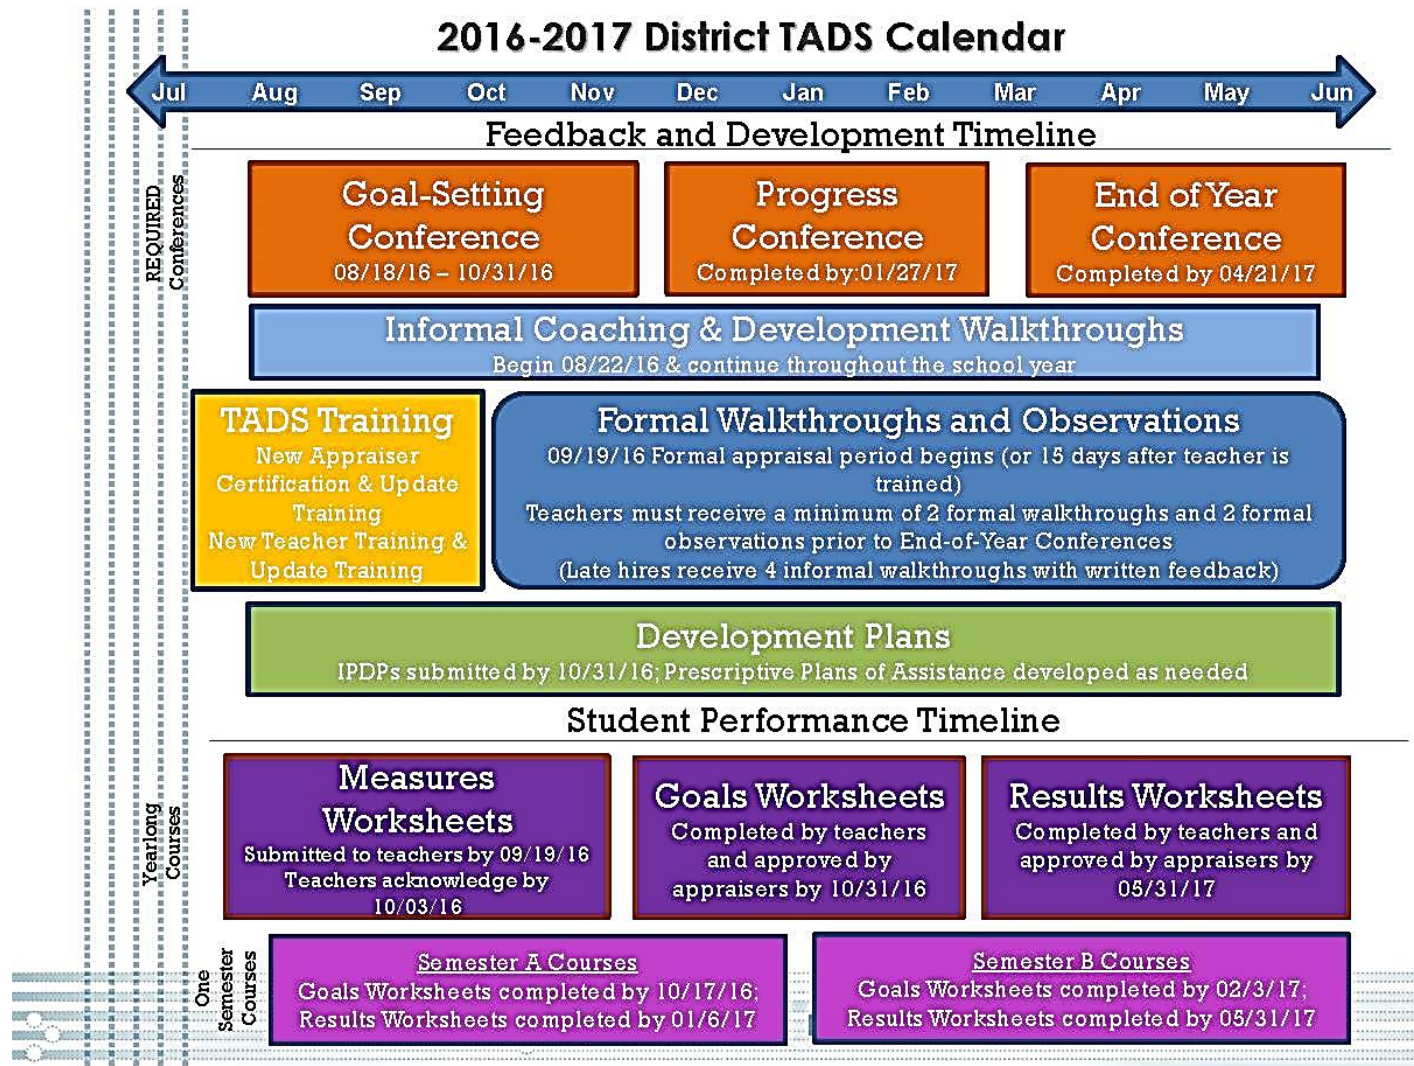 2016-2017 District TADS Calendar
Jul Aug Sep Oct Nov Dec Jan Feb Mar Apr May Jun
Feedback and Development Timeline
REQUIRED
Conferences
Goal-Setting
Conference
08/18/16 – 10/31/16
Progress
Conference
Completed by:01/27/17
End of Year
Conference
Completed by 04/21/17
Informal Coaching & Development Walkthroughs
Begin 08/22/16 & continue throughout the school year
TADS Training
New Appraiser
Certification & Update
Training
New Teacher Training &
Update Training
Formal Walkthroughs and Observations
09/19/16 Formal appraisal period begins (or 15 days after teacher is
trained)
Teachers must receive a minimum of 2 formal walkthroughs and 2 formal
observations prior to End-of-Year Conferences
(Late hires receive 4 informal walkthroughs with written feedback)
Development Plans
IPDPs submitted by 10/31/16; Prescriptive Plans of Assistance developed as needed
Student Performance Timeline
Yearlong
Courses
Measures
Worksheets
Submitted to teachers by 09/19/16
Teachers acknowledge by
10/03/16
Goals Worksheets
Completed by teachers
and approved by
appraisers by 10/31/16
Results Worksheets
Completed by teachers and
approved by appraisers by
05/31/17
One
Semester
Courses
Semester A Courses
Goals Worksheets completed by 10/17/16;
Results Worksheets completed by 01/6/17
Semester B Courses
Goals Worksheets completed by 02/3/17;
Results Worksheets completed by 05/31/17